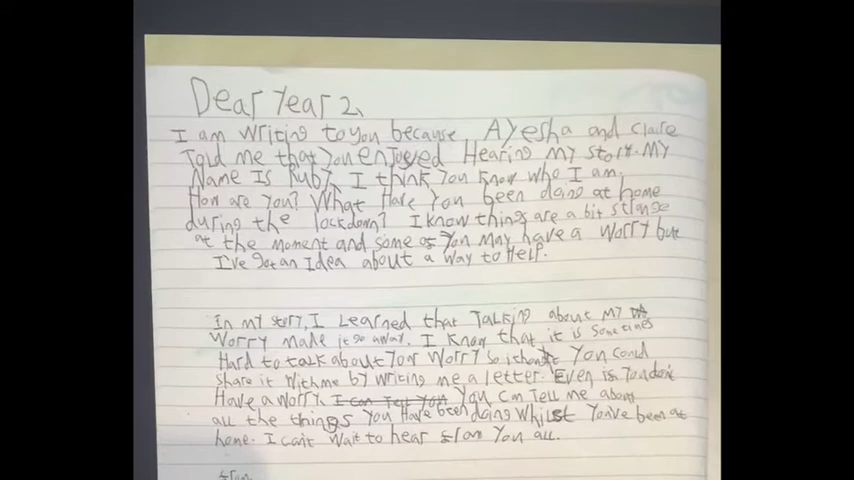 Dear Year 2,
I am writing to you because Ayesha and Claire
Told me that you enjoyed Hearing my story. My
Name Is Ruby, I think you know who I am.
How are you? What Have You been doing at home
during the lockdown? I know things are a bit strange
at the moment and some of You May have a Worry but
I've got an Idea about a way to Help.
In my story, I Learned that Talking about my
Worry made it go away. I know that it is sometimes
Hard to talk about your Worry so i thought You could
share it with me by writing me a letter. Even if You don't
Have a Worry, I can Tell You You can Tell me about
all the things You Have been doing Whilst You've been at
home. I can't wait to hear from You all.
from,